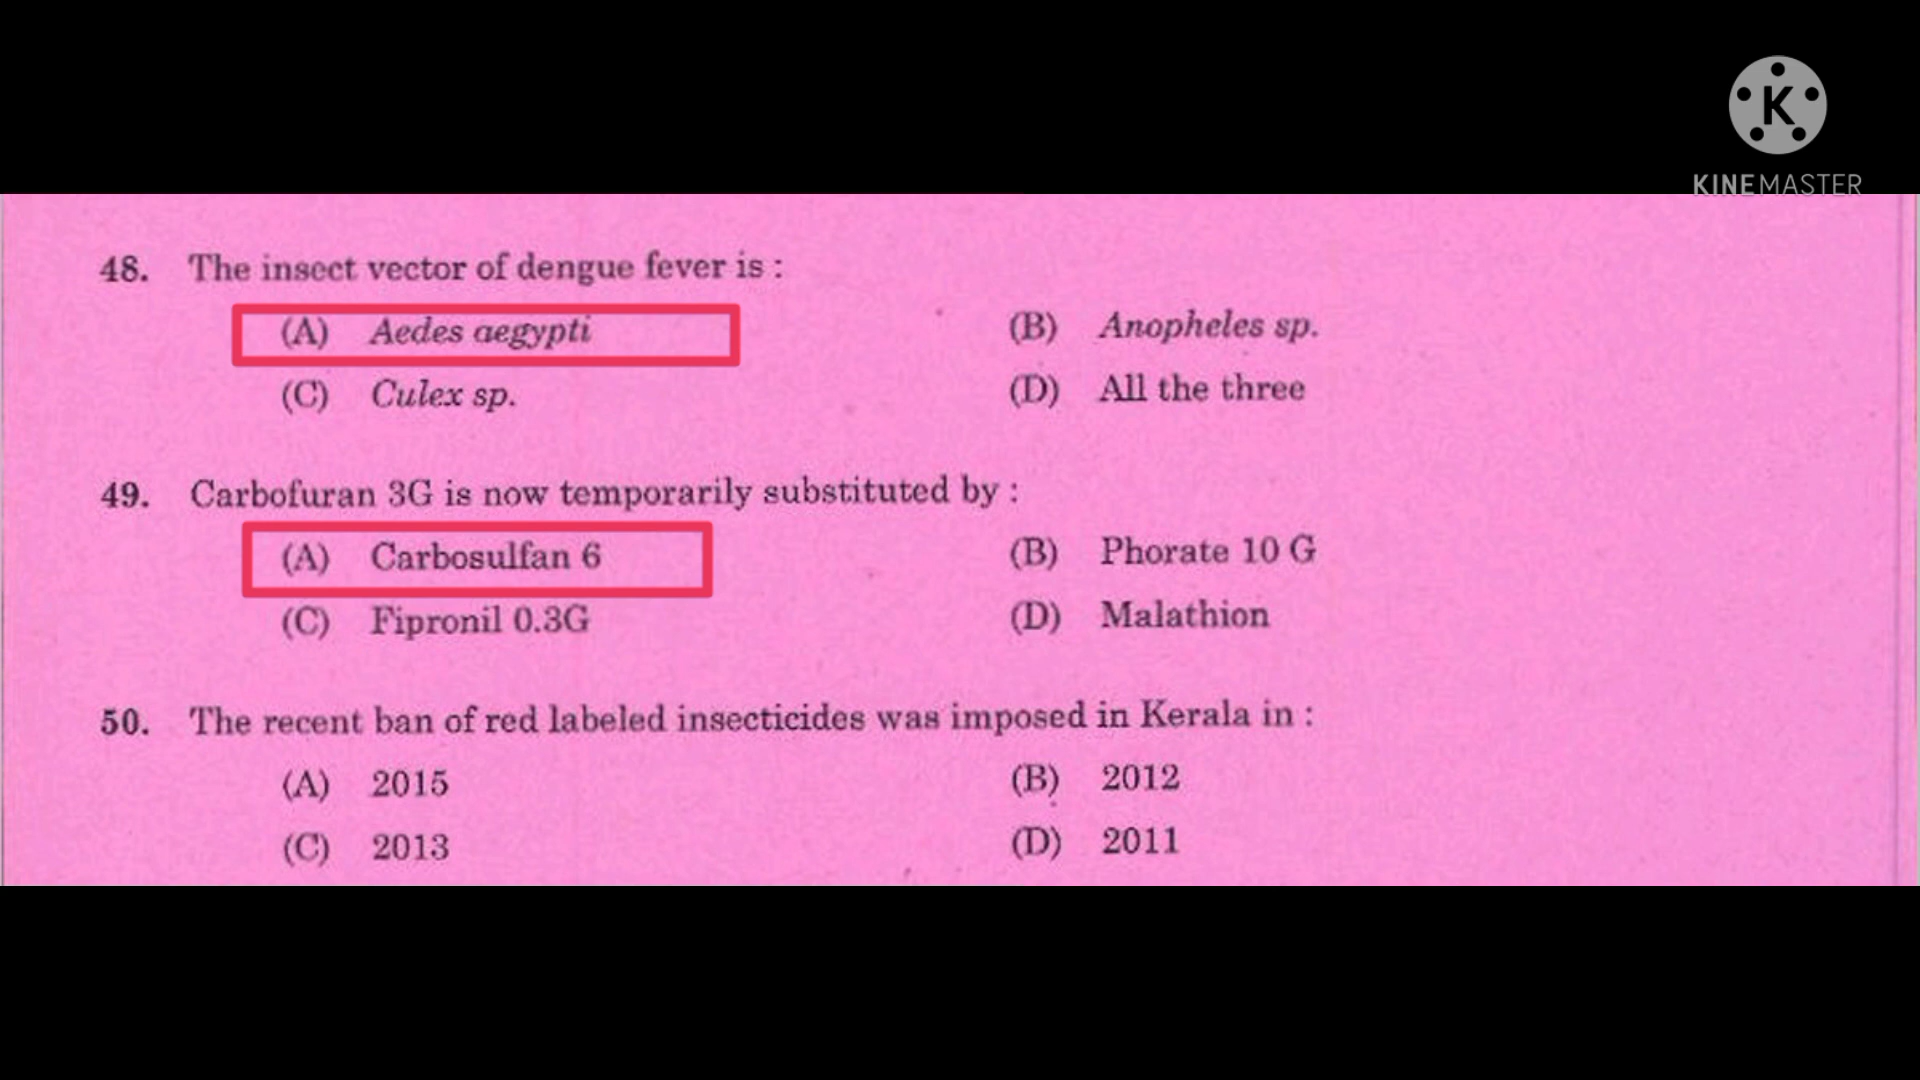 K
KINEMASTER
48. The insect vector of dengue fever is :
(A) Aedes aegypti (B) Anopheles sp.
(C) Culex sp. (D) All the three
49. Carbofuran 3G is now temporarily substituted by :
(A) Carbosulfan 6 (B) Phorate 10 G
(C) Fipronil 0.3G (D) Malathion
50. The recent ban of red labeled insecticides was imposed in Kerala in :
(A) 2015 (B) 2012
(C) 2013 (D) 2011